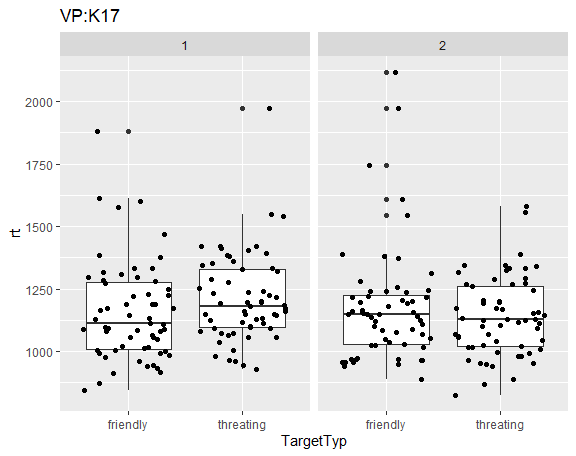 VP:K17
1
2
rt
2000
1750
1500
1250
1000
friendly
threating
friendly
threating
TargetTyp